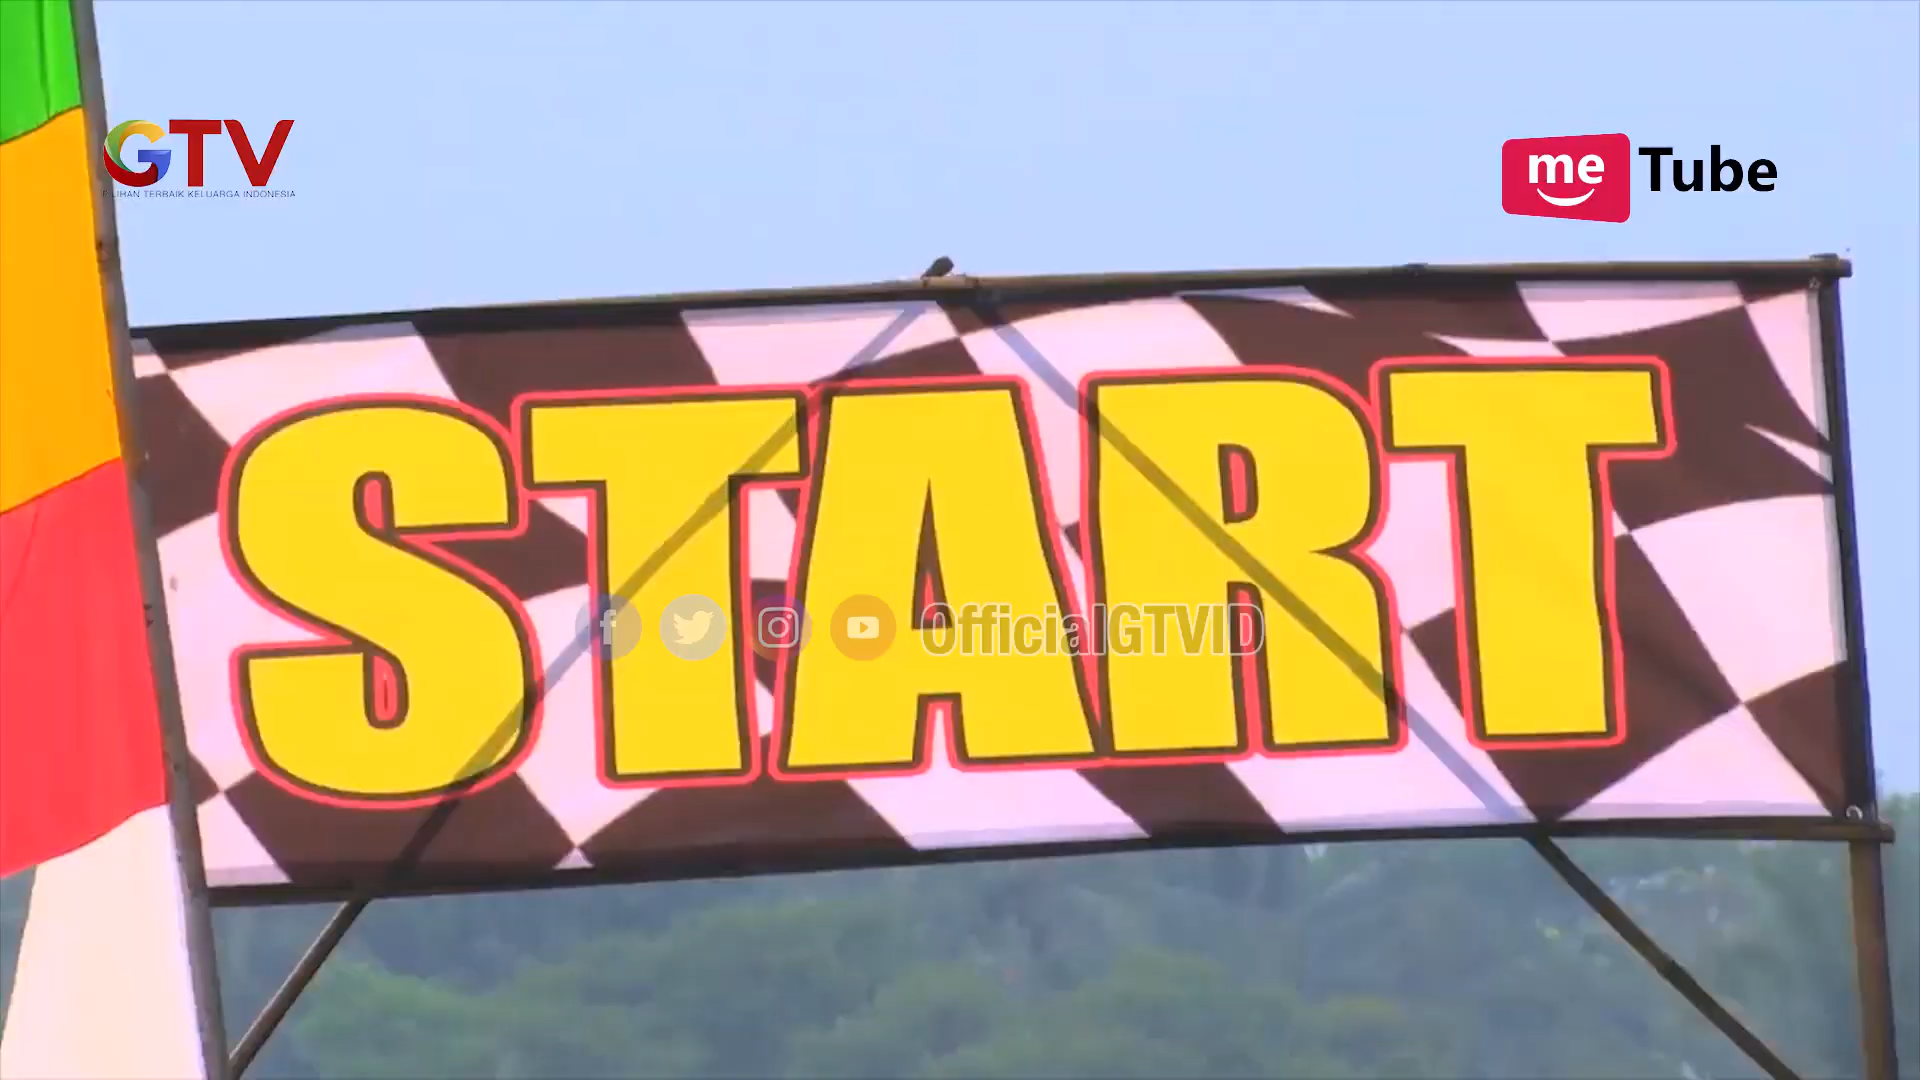 GTV
PILIHAN TERBAIK KELUARGA INDONESIA
me Tube
START
OfficialGTVID